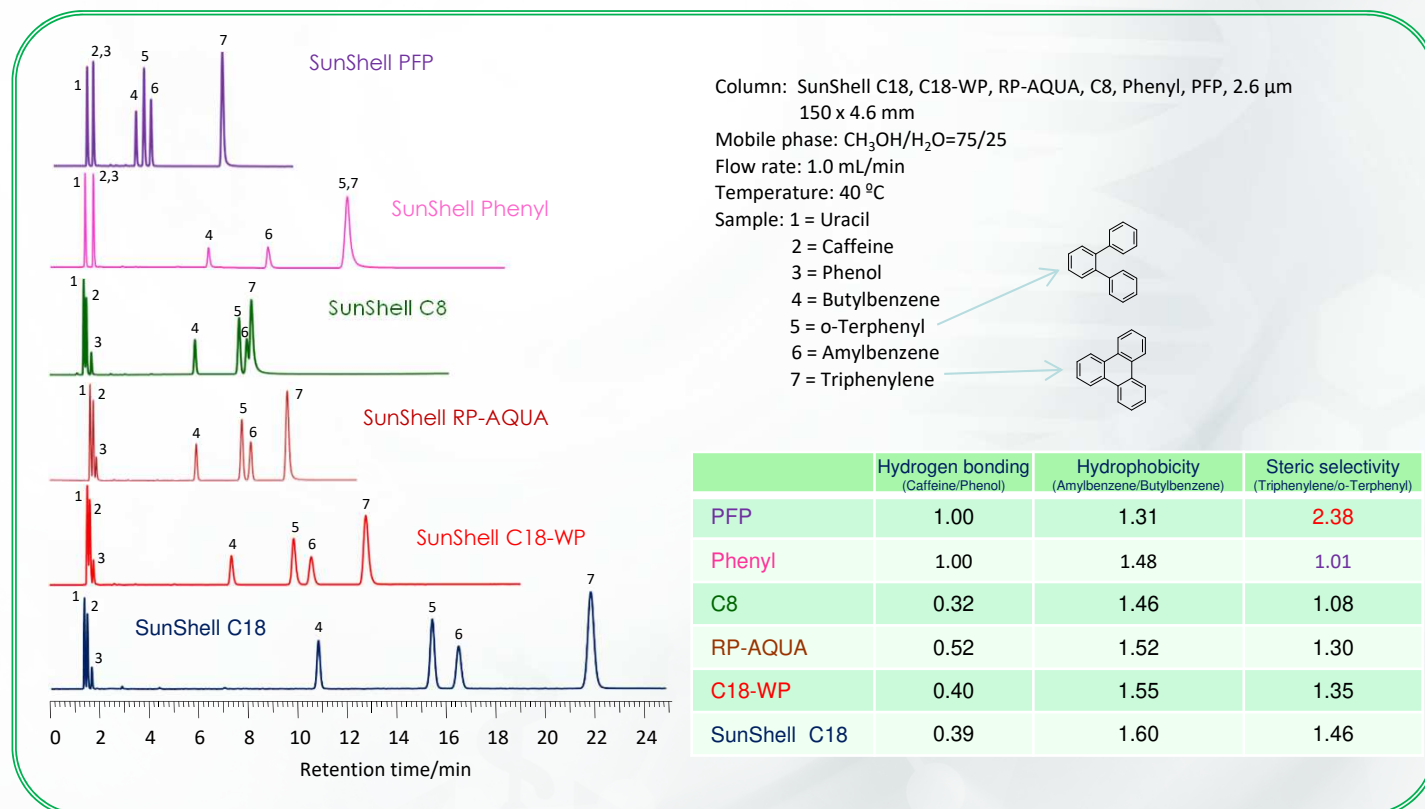 7
2,3
5
SunShell PFP
1
4
6
5,7
1
2,3
SunShell Phenyl
4
6
1
2
7
SunShell C8
5
4
6
3
7
1
2
SunShell RP-AQUA
5
4
6
3
7
1
2
SunShell C18-WP
5
4
6
3
7
1
2
SunShell C18
5
4
6
3
0 2 4 6 8 10 12 14 16 18 20 22 24
Retention time/min
Column: SunShell C18, C18-WP, RP-AQUA, C8, Phenyl, PFP, 2.6 µm
150 x 4.6 mm
Mobile phase: CH₃OH/H₂O=75/25
Flow rate: 1.0 mL/min
Temperature: 40 ºC
Sample: 1 = Uracil
2 = Caffeine
3 = Phenol
4 = Butylbenzene
5 = o-Terphenyl
6 = Amylbenzene
7 = Triphenylene
Hydrogen bonding Hydrophobicity Steric selectivity
(Caffeine/Phenol) (Amylbenzene/Butylbenzene) (Triphenylene/o-Terphenyl)
PFP 1.00 1.31 2.38
Phenyl 1.00 1.48 1.01
C8 0.32 1.46 1.08
RP-AQUA 0.52 1.52 1.30
C18-WP 0.40 1.55 1.35
SunShell C18 0.39 1.60 1.46